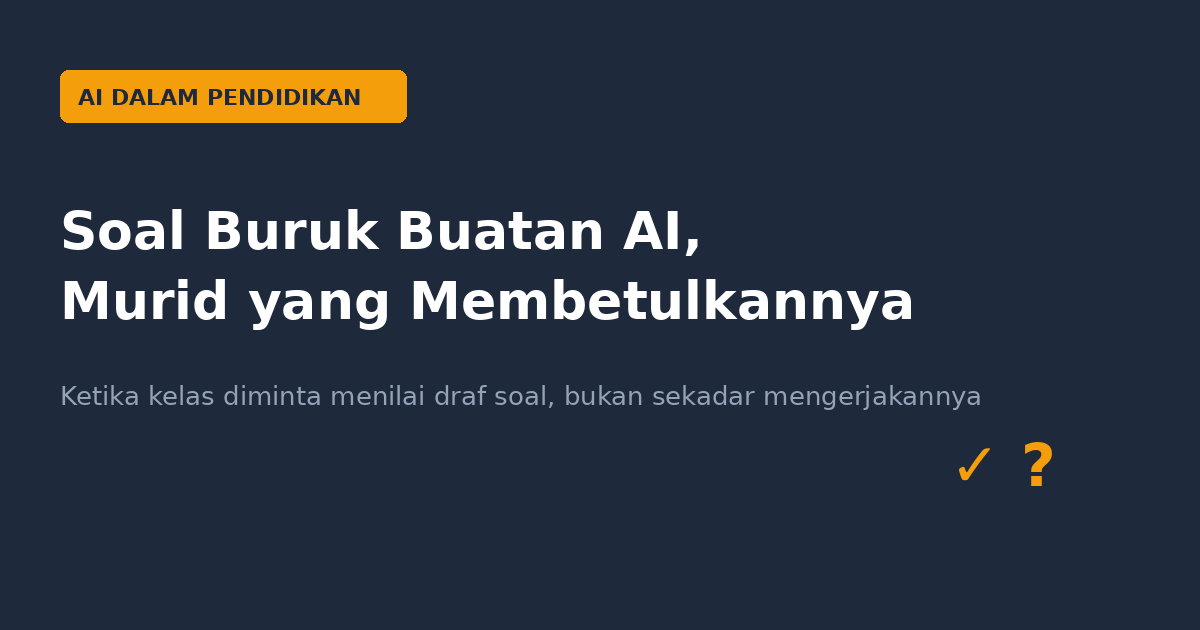 AI DALAM PENDIDIKAN
Soal Buruk Buatan AI,
Murid yang Membetulkannya
Ketika kelas diminta menilai draf soal, bukan sekadar mengerjakannya
✓ ?